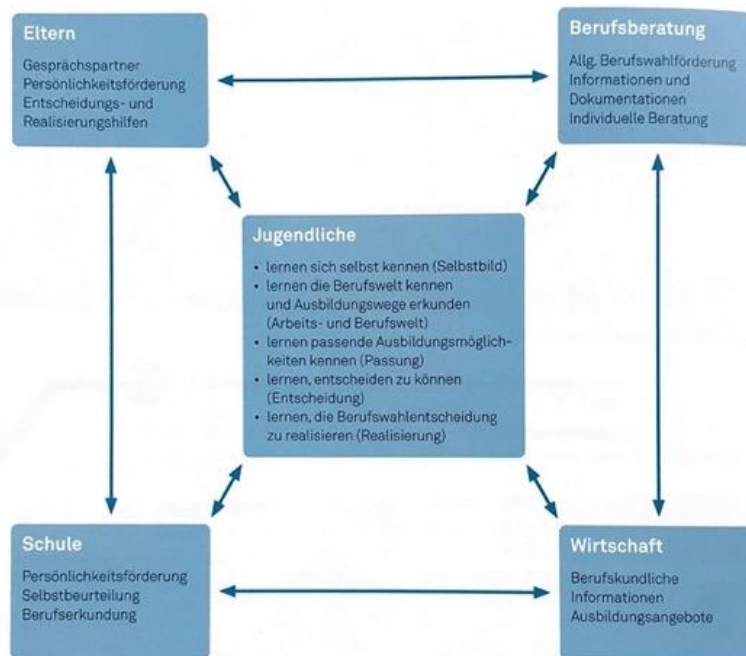 Eltern
Gesprächspartner
Persönlichkeitsförderung
Entscheidungs- und
Realisierungshilfen
Berufsberatung
Allg. Berufswahlförderung
Informationen und
Dokumentationen
Individuelle Beratung
Jugendliche
• lernen sich selbst kennen (Selbstbild)
• lernen die Berufswelt kennen
und Ausbildungswege erkunden
(Arbeits- und Berufswelt)
• lernen passende Ausbildungsmöglich-
keiten kennen (Passung)
• lernen, entscheiden zu können
(Entscheidung)
• lernen, die Berufswahlentscheidung
zu realisieren (Realisierung)
Schule
Persönlichkeitsförderung
Selbstbeurteilung
Berufserkundung
Wirtschaft
Berufskundliche
Informationen
Ausbildungsangebote